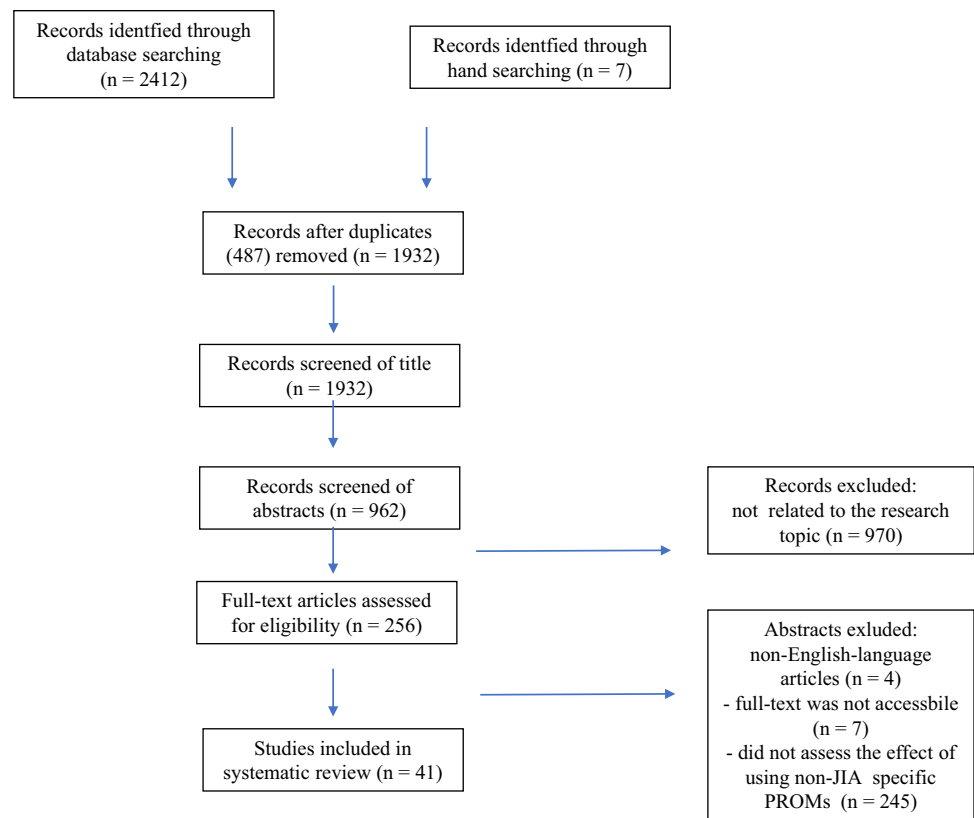 Records identfied through
database searching
(n = 2412)
Records identfied through
hand searching (n = 7)
Records after duplicates
(487) removed (n = 1932)
Records screened of title
(n = 1932)
Records screened of
abstracts (n = 962)
Records excluded:
not related to the research
topic (n = 970)
Full-text articles assessed
for eligibility (n = 256)
Abstracts exluded:
non-English-language
articles (n = 4)
- full-text was not accessbile
(n = 7)
- did not assess the effect of
using non-JIA specific
PROMs (n = 245)
Studies included in
systematic review (n = 41)